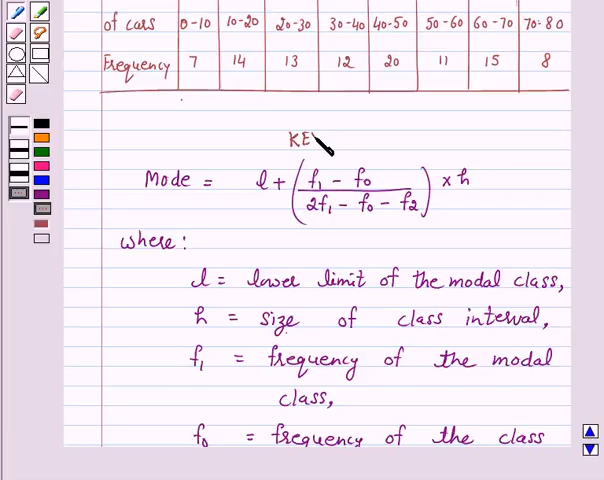 of cars 0-10 10-20 20-30 30-40 40-50 50-60 60-70 70-80
Frequency 7 14 13 12 20 11 15 8
KE
Mode = l + ( f₁ - f₀ / 2f₁ - f₀ - f₂ ) x h
where:
l = lower limit of the modal class,
h = size of class interval,
f₁ = frequency of the modal
class,
f₀ = frequency of the class